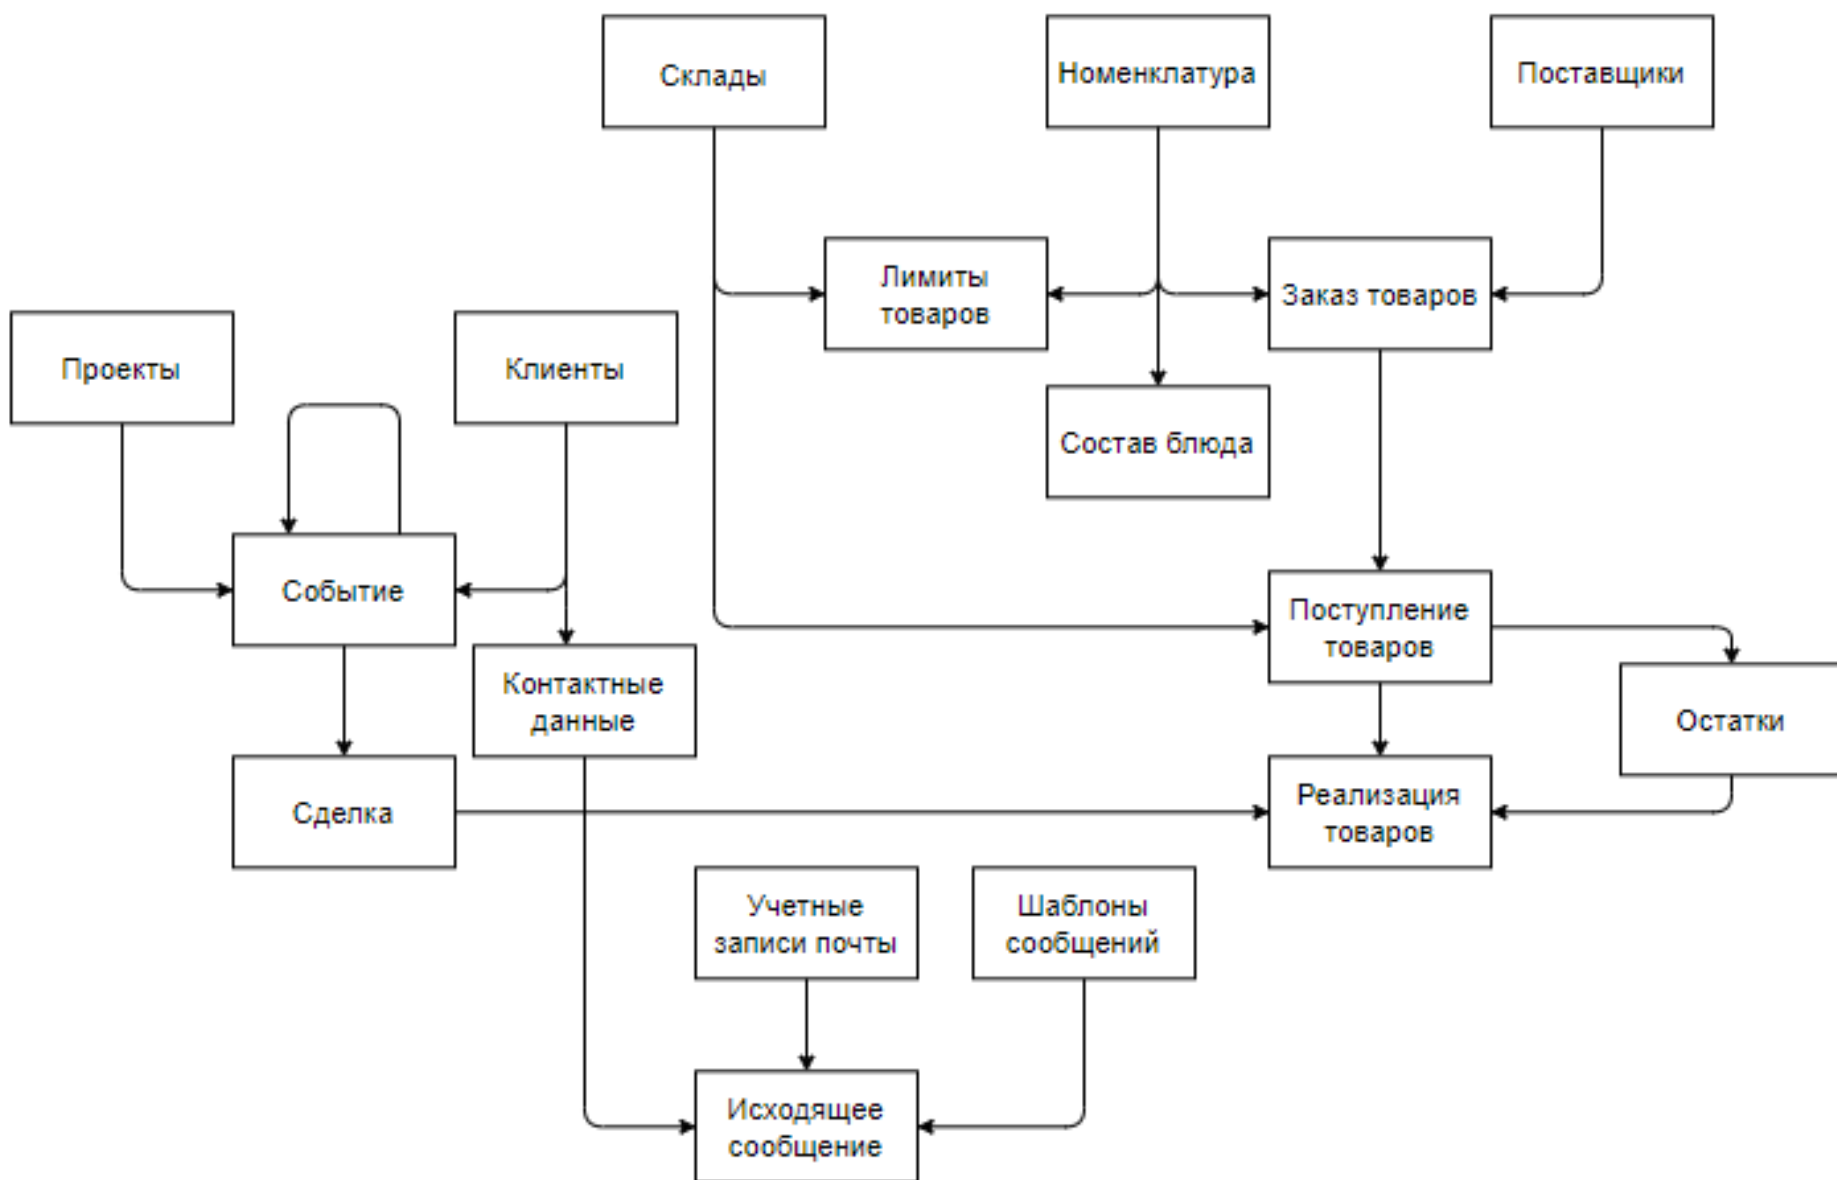 Склады
Номенклатура
Поставщики
Лимиты
товаров
Заказ товаров
Проекты
Клиенты
Состав блюда
Событие
Поступление
товаров
Контактные
данные
Остатки
Сделка
Реализация
товаров
Учетные
записи почты
Шаблоны
сообщений
Исходящее
сообщение